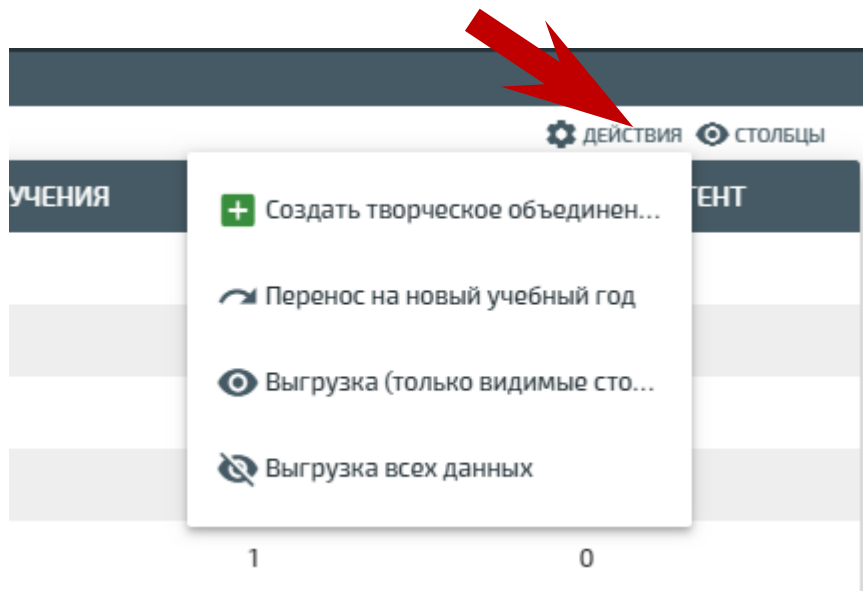 ДЕЙСТВИЯ СТОЛБЦЫ
УЧЕНИЯ ТЕНТ
Создать творческое объединен...
Перенос на новый учебный год
Выгрузка (только видимые сто...
Выгрузка всех данных
1 0